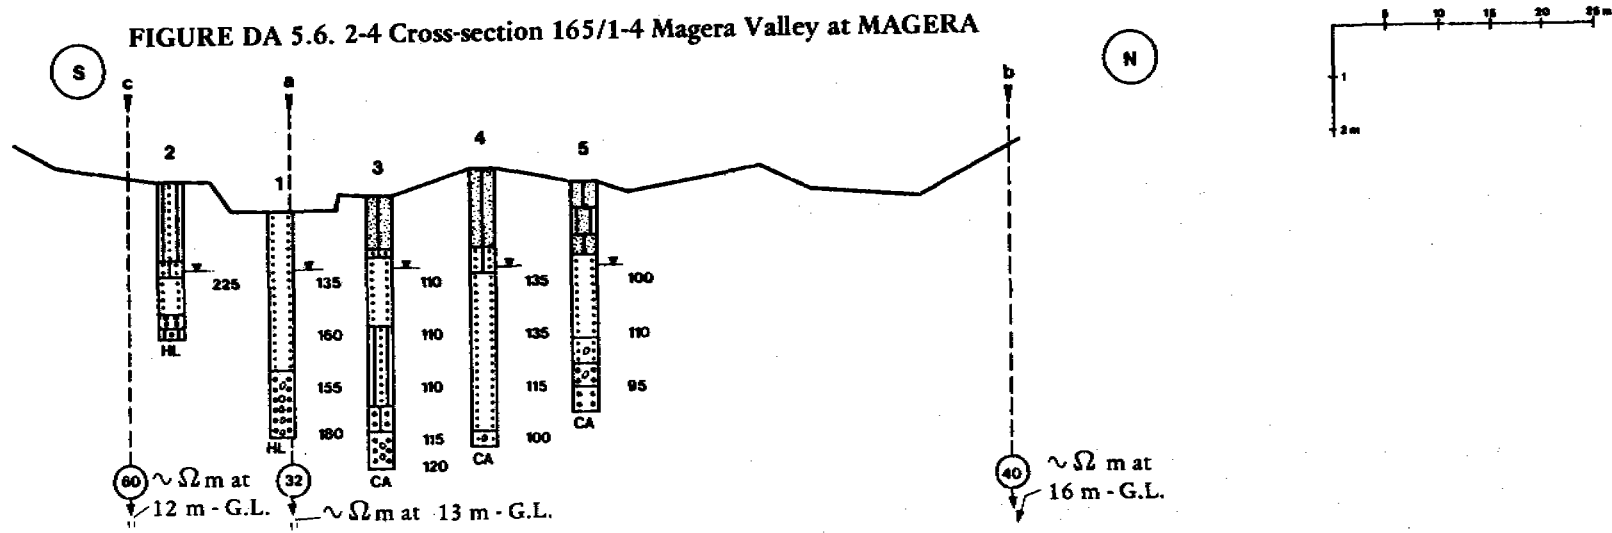 FIGURE DA 5.6. 2-4 Cross-section 165/1-4 Magera Valley at MAGERA
S
N
5 10 15 20 25 m
1
2 m
c a b
2 1 3 4 5
225 135 110 135 100
160 110 135 110
155 110 115 95
180 115 100
120
HL HL CA CA CA
60 ~ Ω m at
12 m - G.L.
32
~ Ω m at 13 m - G.L.
40 ~ Ω m at
16 m - G.L.